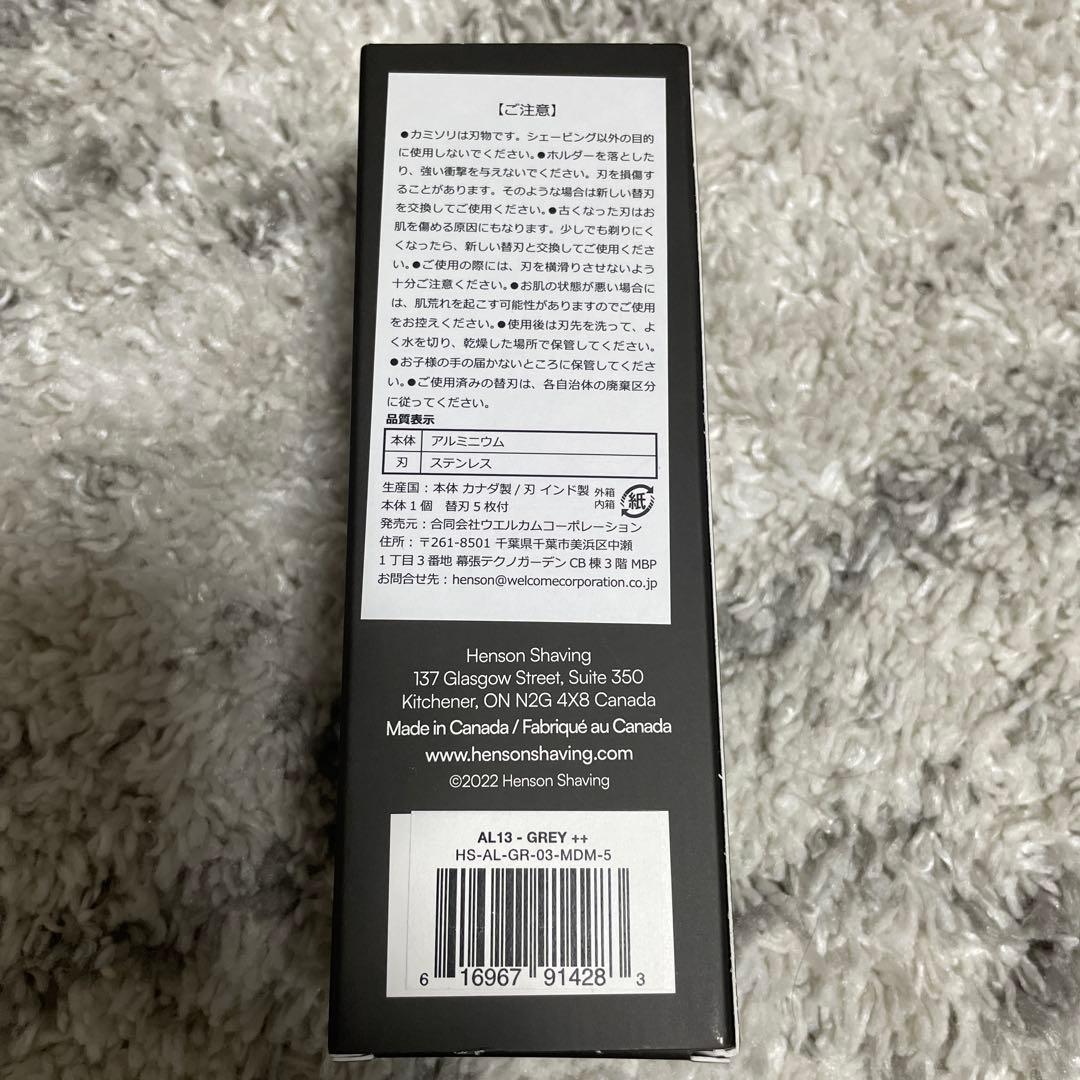 【ご注意】
●カミソリは刃物です。シェービング以外の目的
に使用しないでください。●ホルダーを落とした
り、強い衝撃を与えないでください。刃を損傷す
ることがあります。そのような場合は新しい替刃
を交換してご使用ください。●古くなった刃はお
肌を傷める原因にもなります。少しでも剃りにく
くなったら、新しい替刃と交換してご使用くださ
い。●ご使用の際には、刃を横滑りさせないよう
十分ご注意ください。●お肌の状態が悪い場合に
は、肌荒れを起こす可能性がありますのでご使用
をお控えください。●使用後は刃先を洗って、よ
く水を切り、乾燥した場所で保管してください。
●お子様の手の届かないところに保管してくださ
い。●ご使用済みの替刃は、各自治体の廃棄区分
に従ってください。
品質表示
本体 アルミニウム
刃 ステンレス
生産国：本体 カナダ製 / 刃 インド製 外箱
本体１個 替刃５枚付 内箱 紙
発売元：合同会社ウエルカムコーポレーション
住所：〒261-8501 千葉県千葉市美浜区中瀬
１丁目３番地 幕張テクノガーデン CB 棟３階 MBP
お問合せ先：henson@welcomecorporation.co.jp
Henson Shaving
137 Glasgow Street, Suite 350
Kitchener, ON N2G 4X8 Canada
Made in Canada / Fabriqué au Canada
www.hensonshaving.com
©2022 Henson Shaving
AL13 - GREY ++
HS-AL-GR-03-MDM-5
6 16967 91428 3